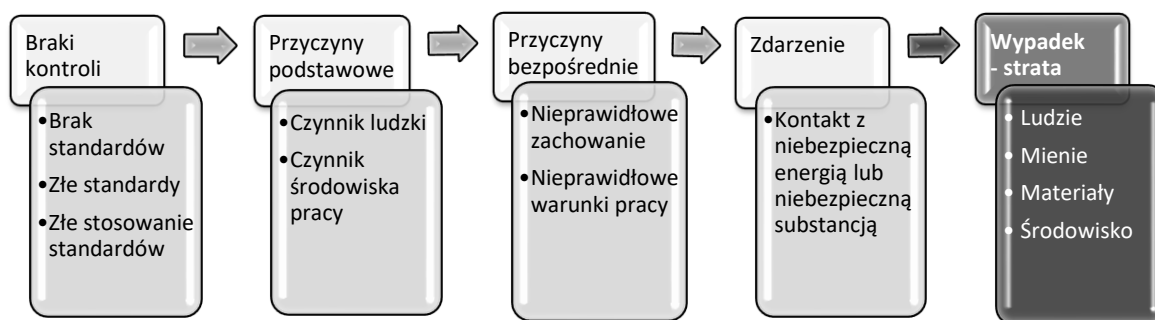 Braki
kontroli
•Brak
standardów
•Złe standardy
•Złe stosowanie
standardów
Przyczyny
podstawowe
•Czynnik ludzki
•Czynnik
środowiska
pracy
Przyczyny
bezpośrednie
•Nieprawidłowe
zachowanie
•Nieprawidłowe
warunki pracy
Zdarzenie
•Kontakt z
niebezpieczną
energią lub
niebezpieczną
substancją
Wypadek
- strata
• Ludzie
• Mienie
• Materiały
• Środowisko